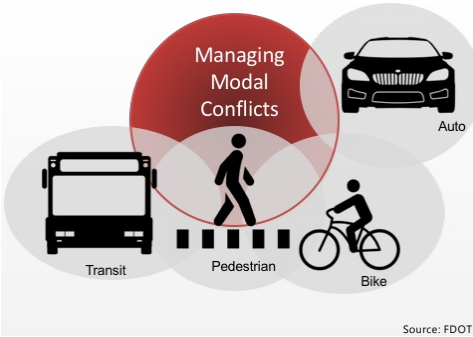 Managing
Modal
Conflicts
Auto
Transit
Pedestrian
Bike
Source: FDOT